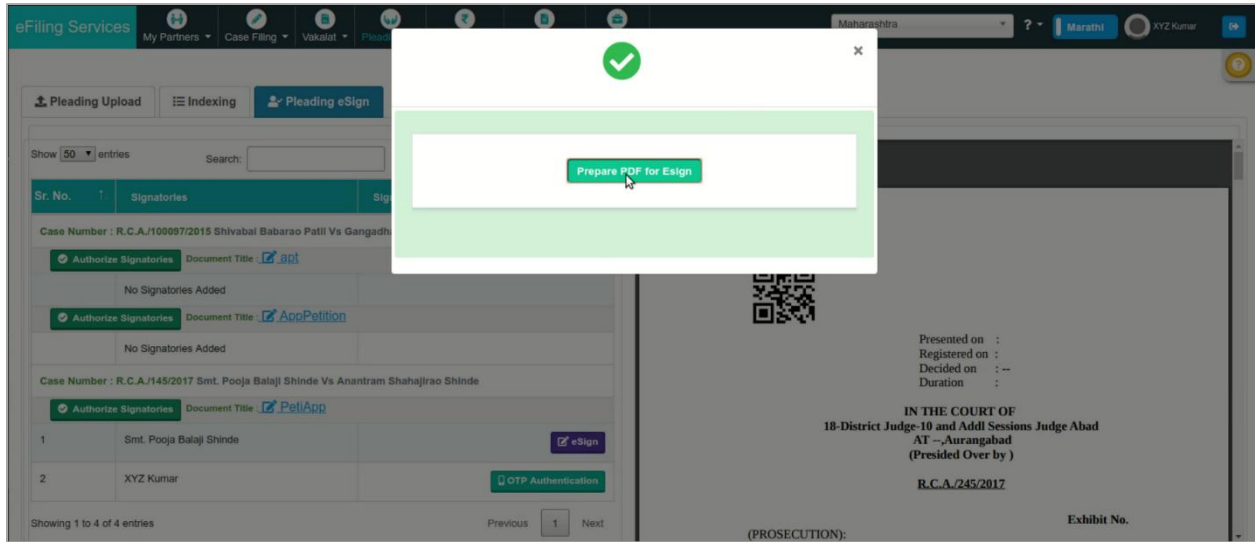 eFiling Services
My Partners
Case Filing
Vakalat
Maharashtra
?
Marathi
XYZ Kumar
×
?
Pleading Upload
Indexing
Pleading eSign
Show 50 entries
Search:
Prepare PDF for Esign
Sr. No.
Signatories
Case Number : R.C.A./100097/2015 Shivabai Babarao Patil Vs
Authorize Signatories Document Title : apt
No Signatories Added
Authorize Signatories Document Title : AppPetition
No Signatories Added
Case Number : R.C.A./145/2017 Smt. Pooja Balaji Shinde Vs Anantram Shahajirao Shinde
Authorize Signatories Document Title : PetiApp
1 Smt. Pooja Balaji Shinde eSign
2 XYZ Kumar OTP Authentication
Showing 1 to 4 of 4 entries
Previous 1 Next
Presented on :
Registered on :
Decided on : --
Duration :
IN THE COURT OF
18-District Judge-10 and Addl Sessions Judge Abad
AT --,Aurangabad
(Presided Over by )
R.C.A./245/2017
Exhibit No.
(PROSECUTION):